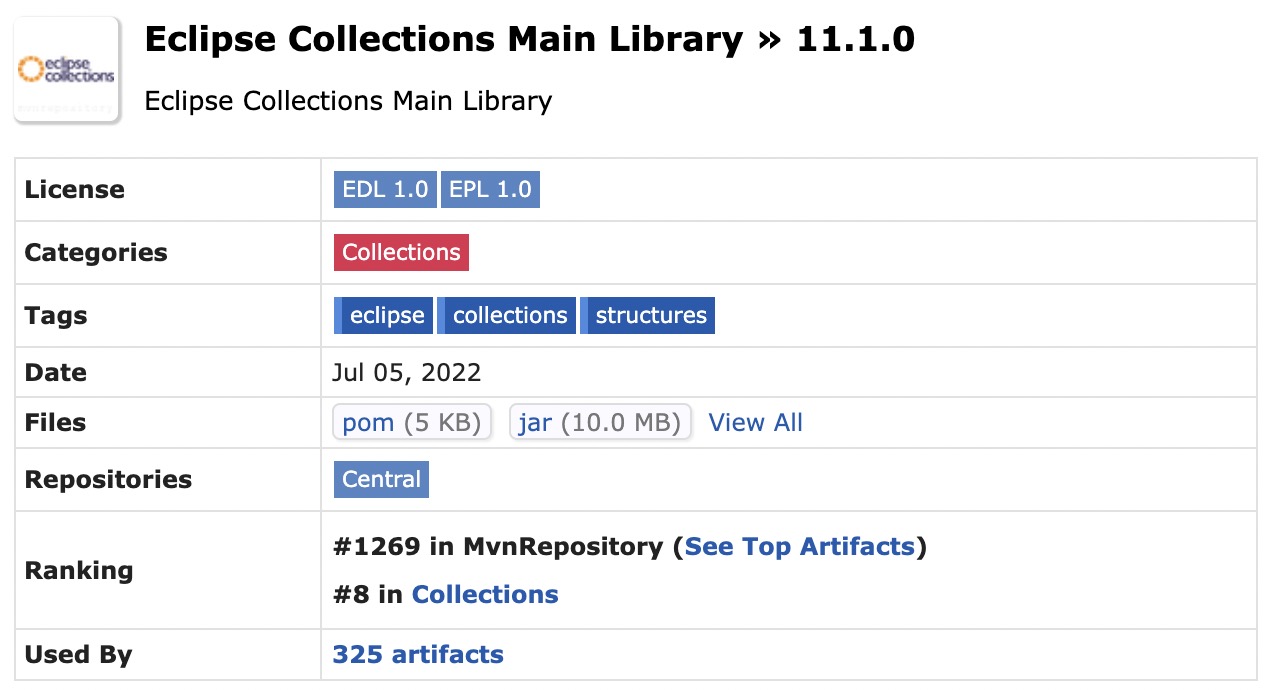 eclipse
collections
mvnrepository
Eclipse Collections Main Library » 11.1.0
Eclipse Collections Main Library
License EDL 1.0 EPL 1.0
Categories Collections
Tags eclipse collections structures
Date Jul 05, 2022
Files pom (5 KB) jar (10.0 MB) View All
Repositories Central
Ranking #1269 in MvnRepository (See Top Artifacts)
#8 in Collections
Used By 325 artifacts